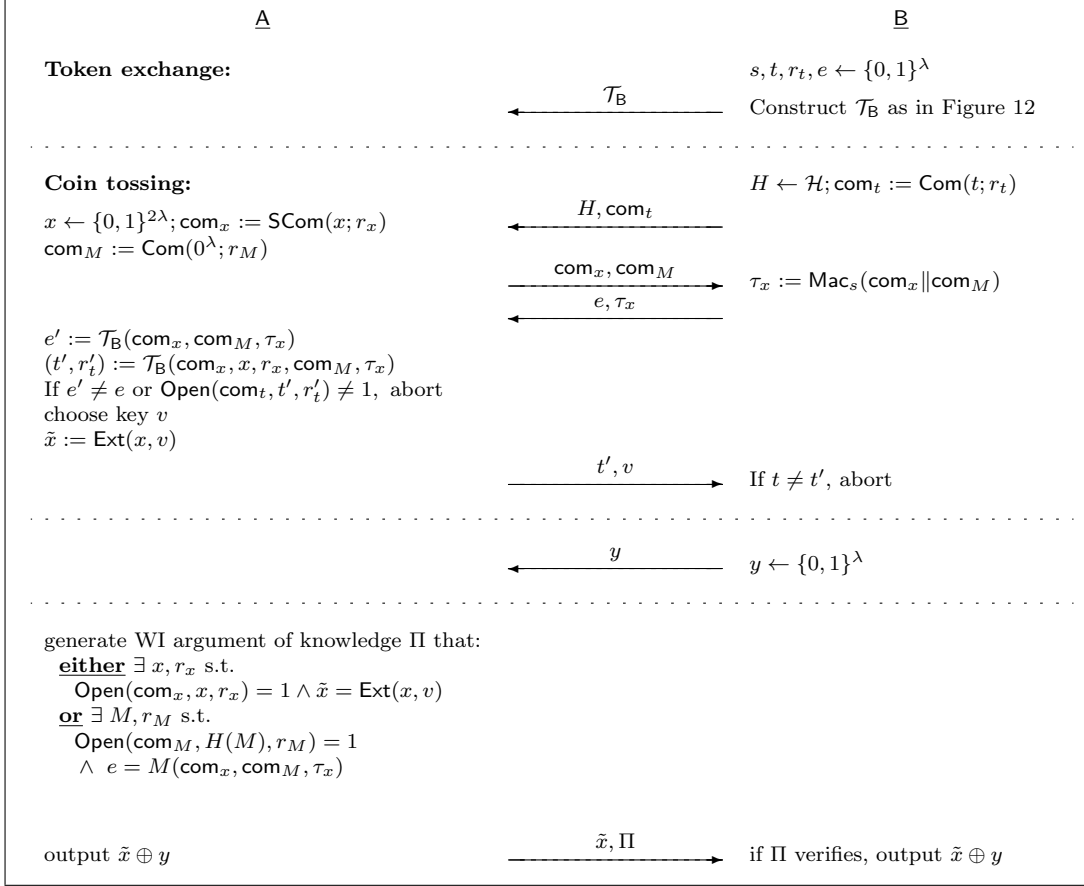 A B
Token exchange: s, t, r_t, e ← {0, 1}^λ
𝒯_B Construct 𝒯_B as in Figure 12
Coin tossing: H ← ℋ; com_t := Com(t; r_t)
x ← {0, 1}^{2λ}; com_x := SCom(x; r_x) H, com_t
com_M := Com(0^λ; r_M)
com_x, com_M τ_x := Mac_s(com_x‖com_M)
e, τ_x
e′ := 𝒯_B(com_x, com_M, τ_x)
(t′, r′_t) := 𝒯_B(com_x, x, r_x, com_M, τ_x)
If e′ ≠ e or Open(com_t, t′, r′_t) ≠ 1, abort
choose key v
x̃ := Ext(x, v)
t′, v If t ≠ t′, abort
y y ← {0, 1}^λ
generate WI argument of knowledge Π that:
either ∃ x, r_x s.t.
Open(com_x, x, r_x) = 1 ∧ x̃ = Ext(x, v)
or ∃ M, r_M s.t.
Open(com_M, H(M), r_M) = 1
∧ e = M(com_x, com_M, τ_x)
output x̃ ⊕ y x̃, Π if Π verifies, output x̃ ⊕ y